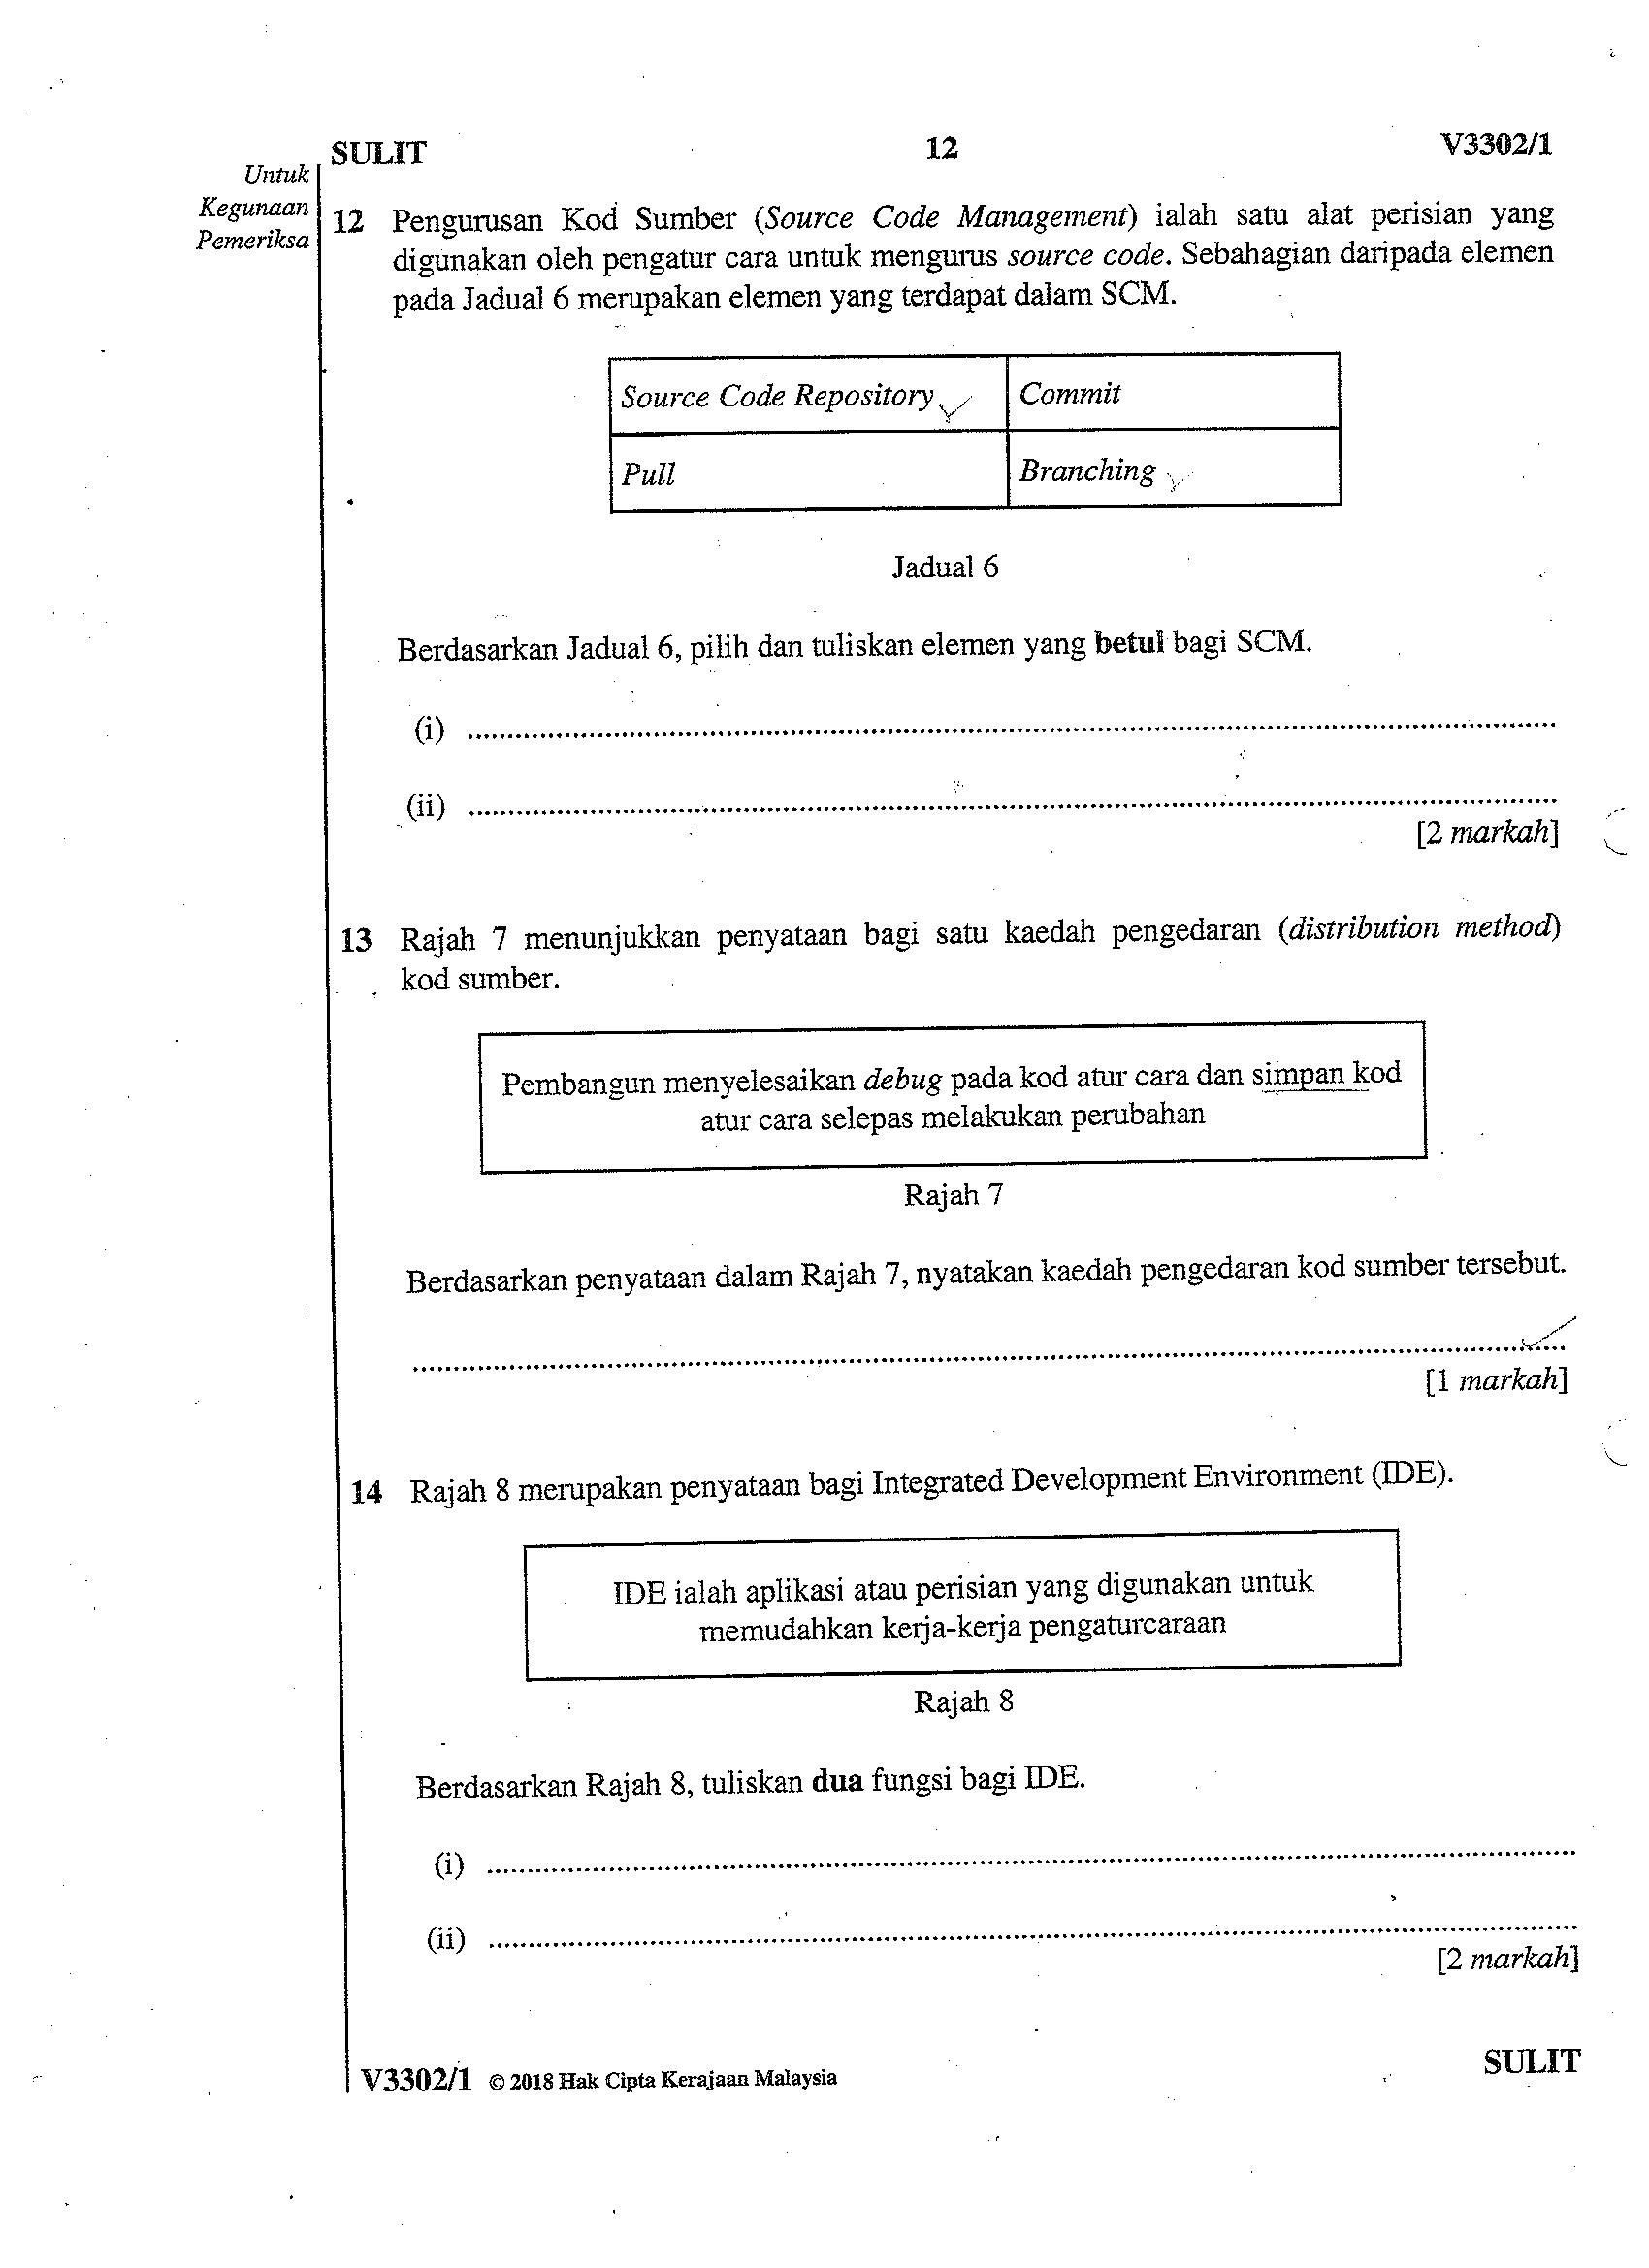 SULIT 12 V3302/1
Untuk
Kegunaan
Pemeriksa
12 Pengurusan Kod Sumber (Source Code Management) ialah satu alat perisian yang
digunakan oleh pengatur cara untuk mengurus source code. Sebahagian daripada elemen
pada Jadual 6 merupakan elemen yang terdapat dalam SCM.
Source Code Repository Commit
Pull Branching
Jadual 6
Berdasarkan Jadual 6, pilih dan tuliskan elemen yang betul bagi SCM.
(i) ........................................................................
(ii) ........................................................................
[2 markah]
13 Rajah 7 menunjukkan penyataan bagi satu kaedah pengedaran (distribution method)
kod sumber.
Pembangun menyelesaikan debug pada kod atur cara dan simpan kod
atur cara selepas melakukan perubahan
Rajah 7
Berdasarkan penyataan dalam Rajah 7, nyatakan kaedah pengedaran kod sumber tersebut.
........................................................................
[1 markah]
14 Rajah 8 merupakan penyataan bagi Integrated Development Environment (IDE).
IDE ialah aplikasi atau perisian yang digunakan untuk
memudahkan kerja-kerja pengaturcaraan
Rajah 8
Berdasarkan Rajah 8, tuliskan dua fungsi bagi IDE.
(i) ........................................................................
(ii) ........................................................................
[2 markah]
V3302/1 © 2018 Hak Cipta Kerajaan Malaysia SULIT